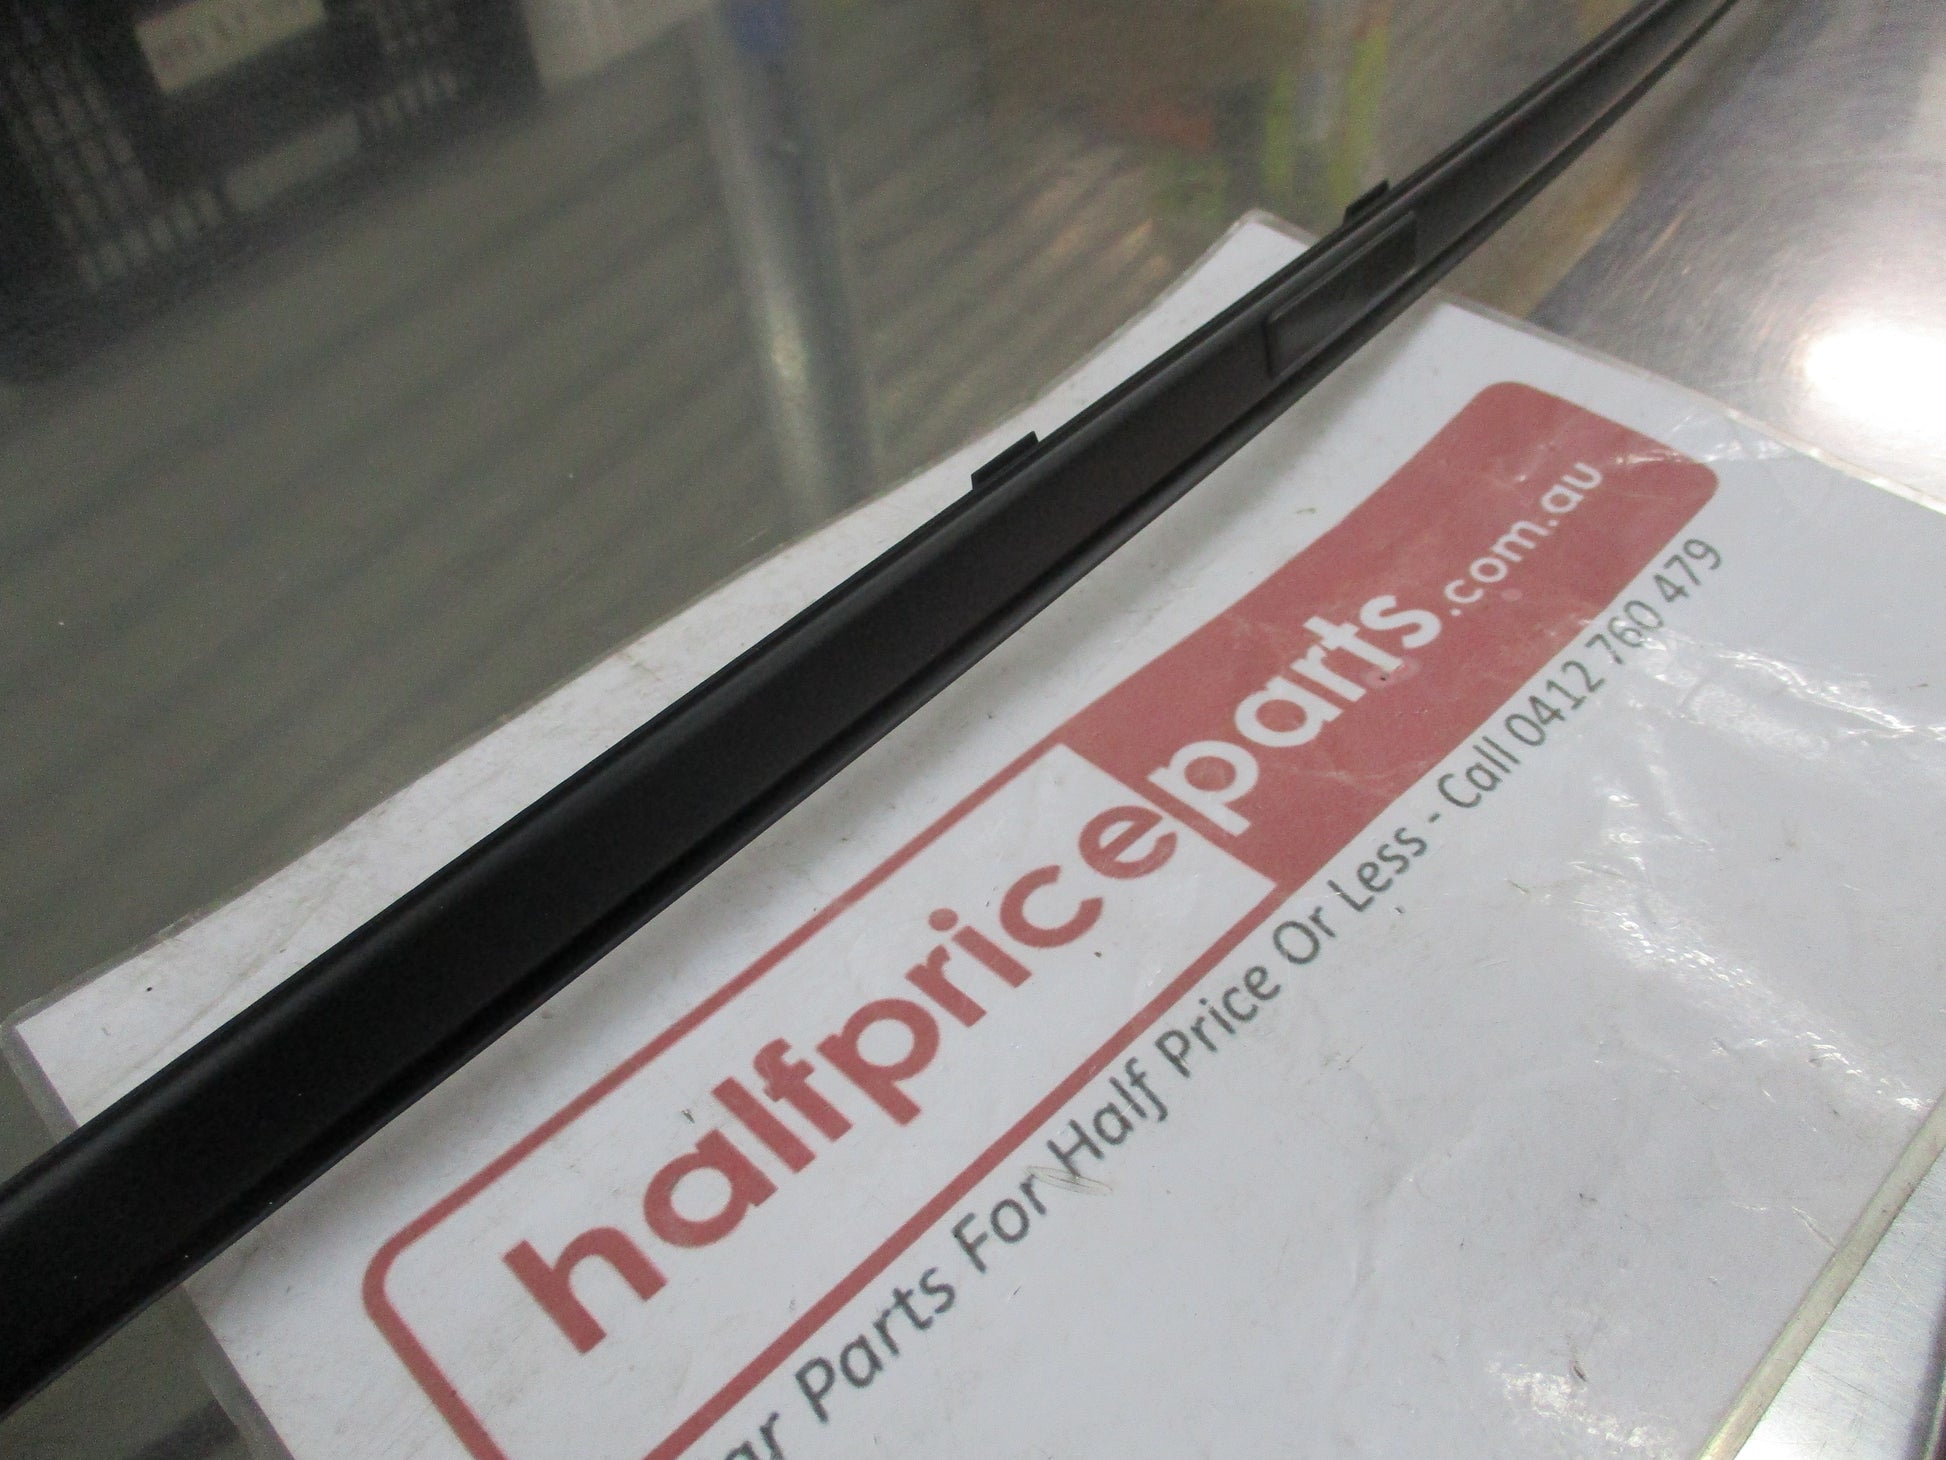 halfpriceparts.com.au
Parts For Half Price Or Less - Call 0412 760 479